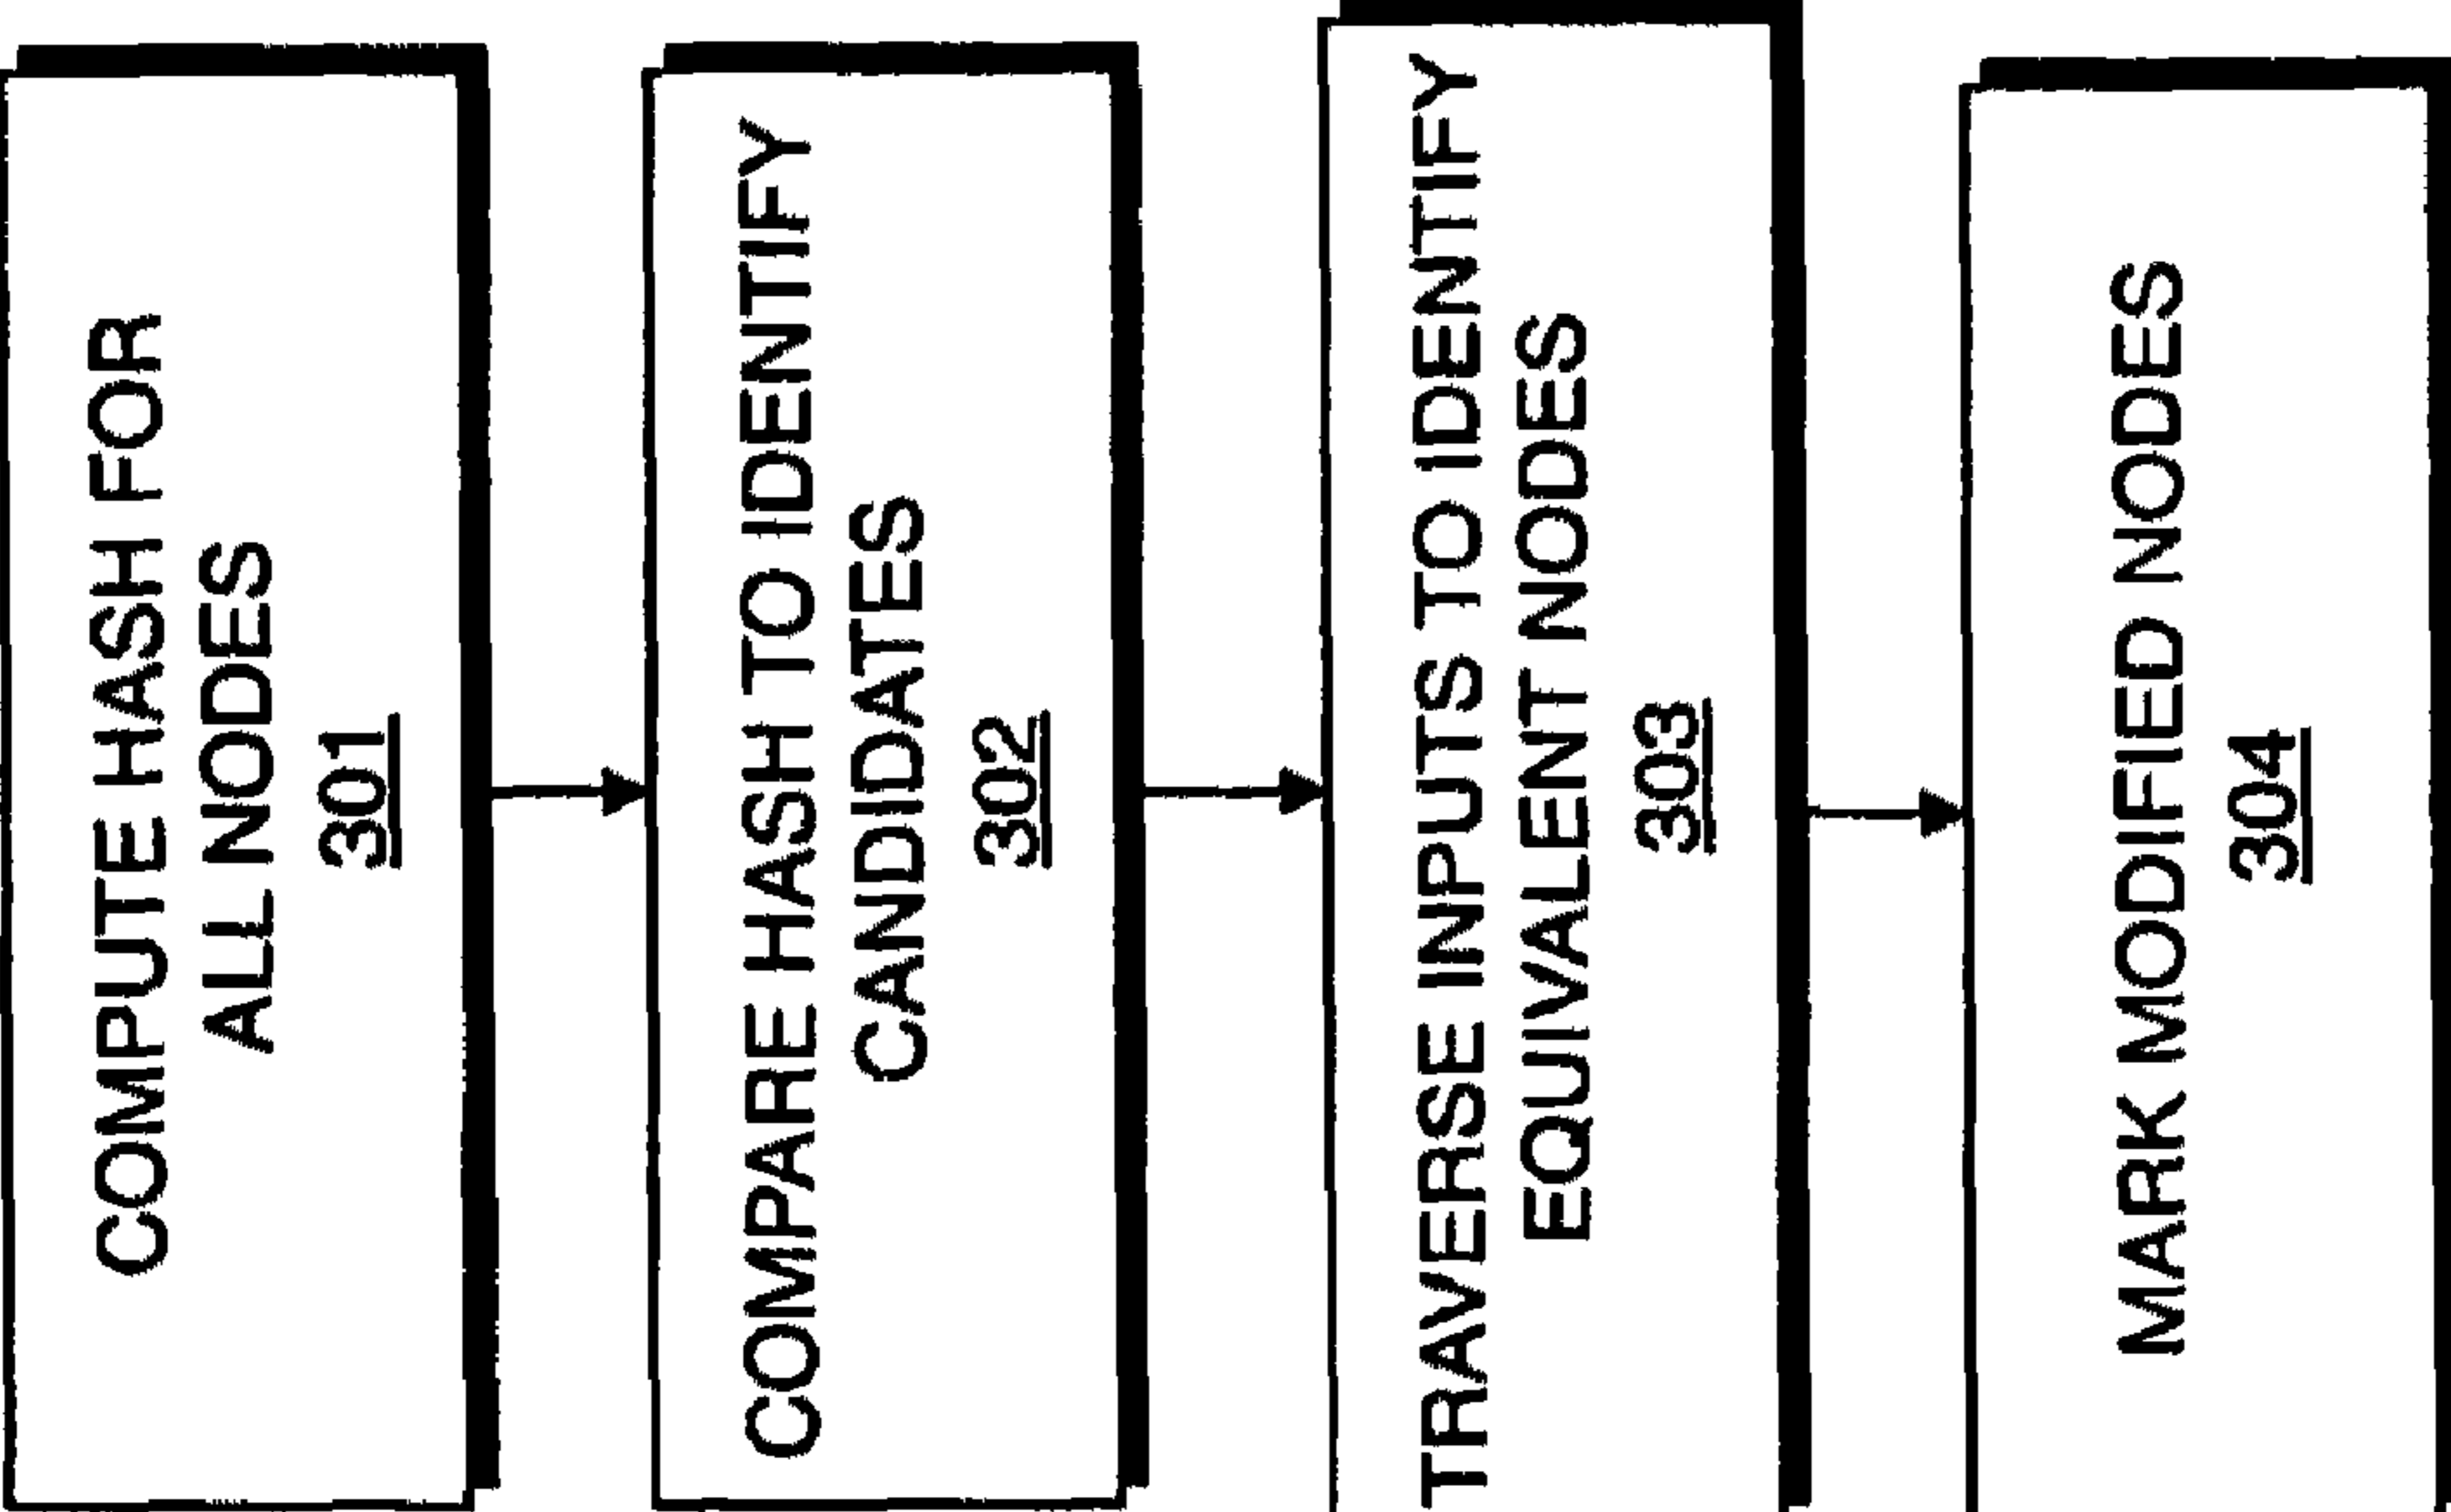 COMPUTE HASH FOR
ALL NODES
301
COMPARE HASH TO IDENTIFY
CANDIDATES
302
TRAVERSE INPUTS TO IDENTIFY
EQUIVALENT NODES
303
MARK MODIFIED NODES
304